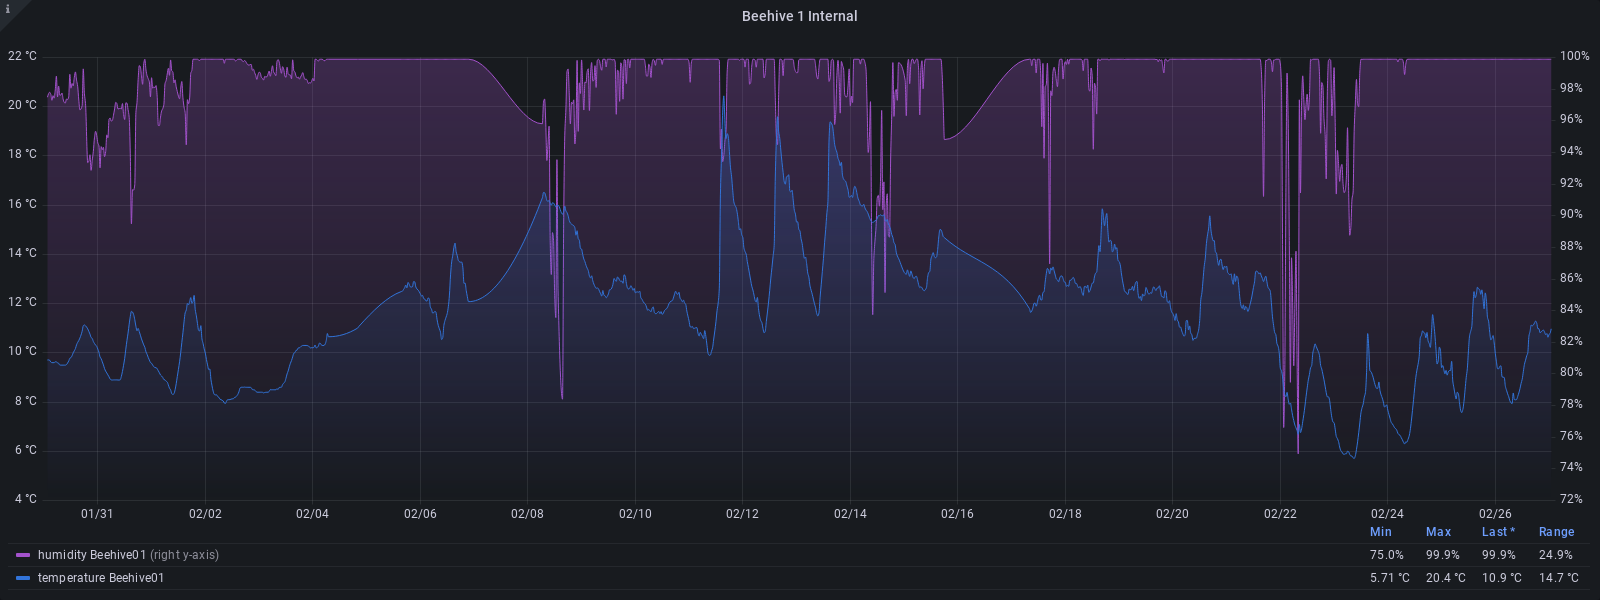 i
Beehive 1 Internal
22 °C
20 °C
18 °C
16 °C
14 °C
12 °C
10 °C
8 °C
6 °C
4 °C
100%
98%
96%
94%
92%
90%
88%
86%
84%
82%
80%
78%
76%
74%
72%
01/31 02/02 02/04 02/06 02/08 02/10 02/12 02/14 02/16 02/18 02/20 02/22 02/24 02/26
Min Max Last * Range
humidity Beehive01 (right y-axis) 75.0% 99.9% 99.9% 24.9%
temperature Beehive01 5.71 °C 20.4 °C 10.9 °C 14.7 °C